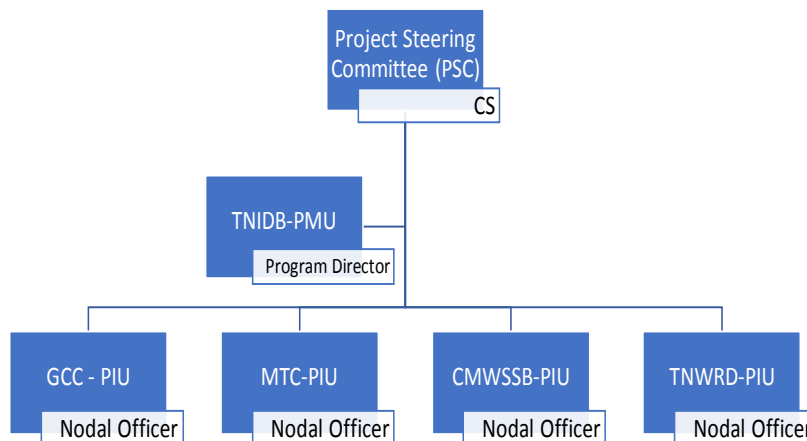 Project Steering
Committee (PSC)
CS
TNIDB-PMU
Program Director
GCC - PIU
Nodal Officer
MTC-PIU
Nodal Officer
CMWSSB-PIU
Nodal Officer
TNWRD-PIU
Nodal Officer